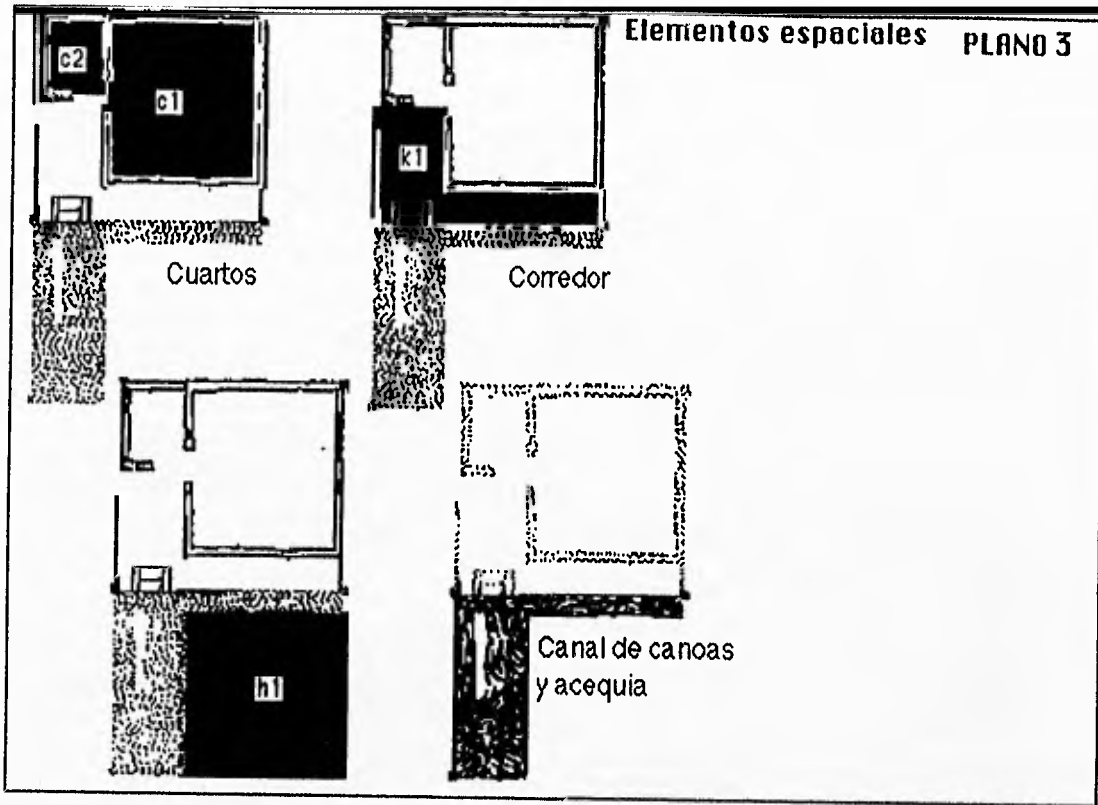 Elementos espaciales PLANO 3
c2
c1
k1
Cuartos
Corredor
h1
Canal de canoas
y acequia